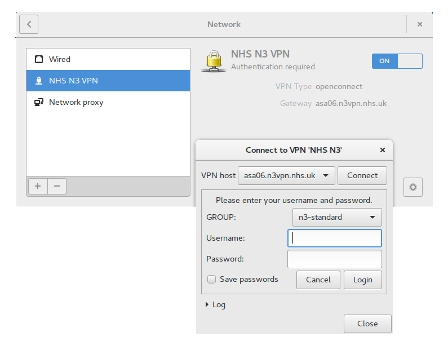 Network
Wired
NHS N3 VPN
Network proxy
NHS N3 VPN
Authentication required
ON
VPN Type openconnect
Gateway asa06.n3vpn.nhs.uk
Connect to VPN 'NHS N3'
VPN host asa06.n3vpn.nhs.uk Connect
Please enter your username and password.
GROUP: n3-standard
Username:
Password:
Save passwords Cancel Login
Log
Close